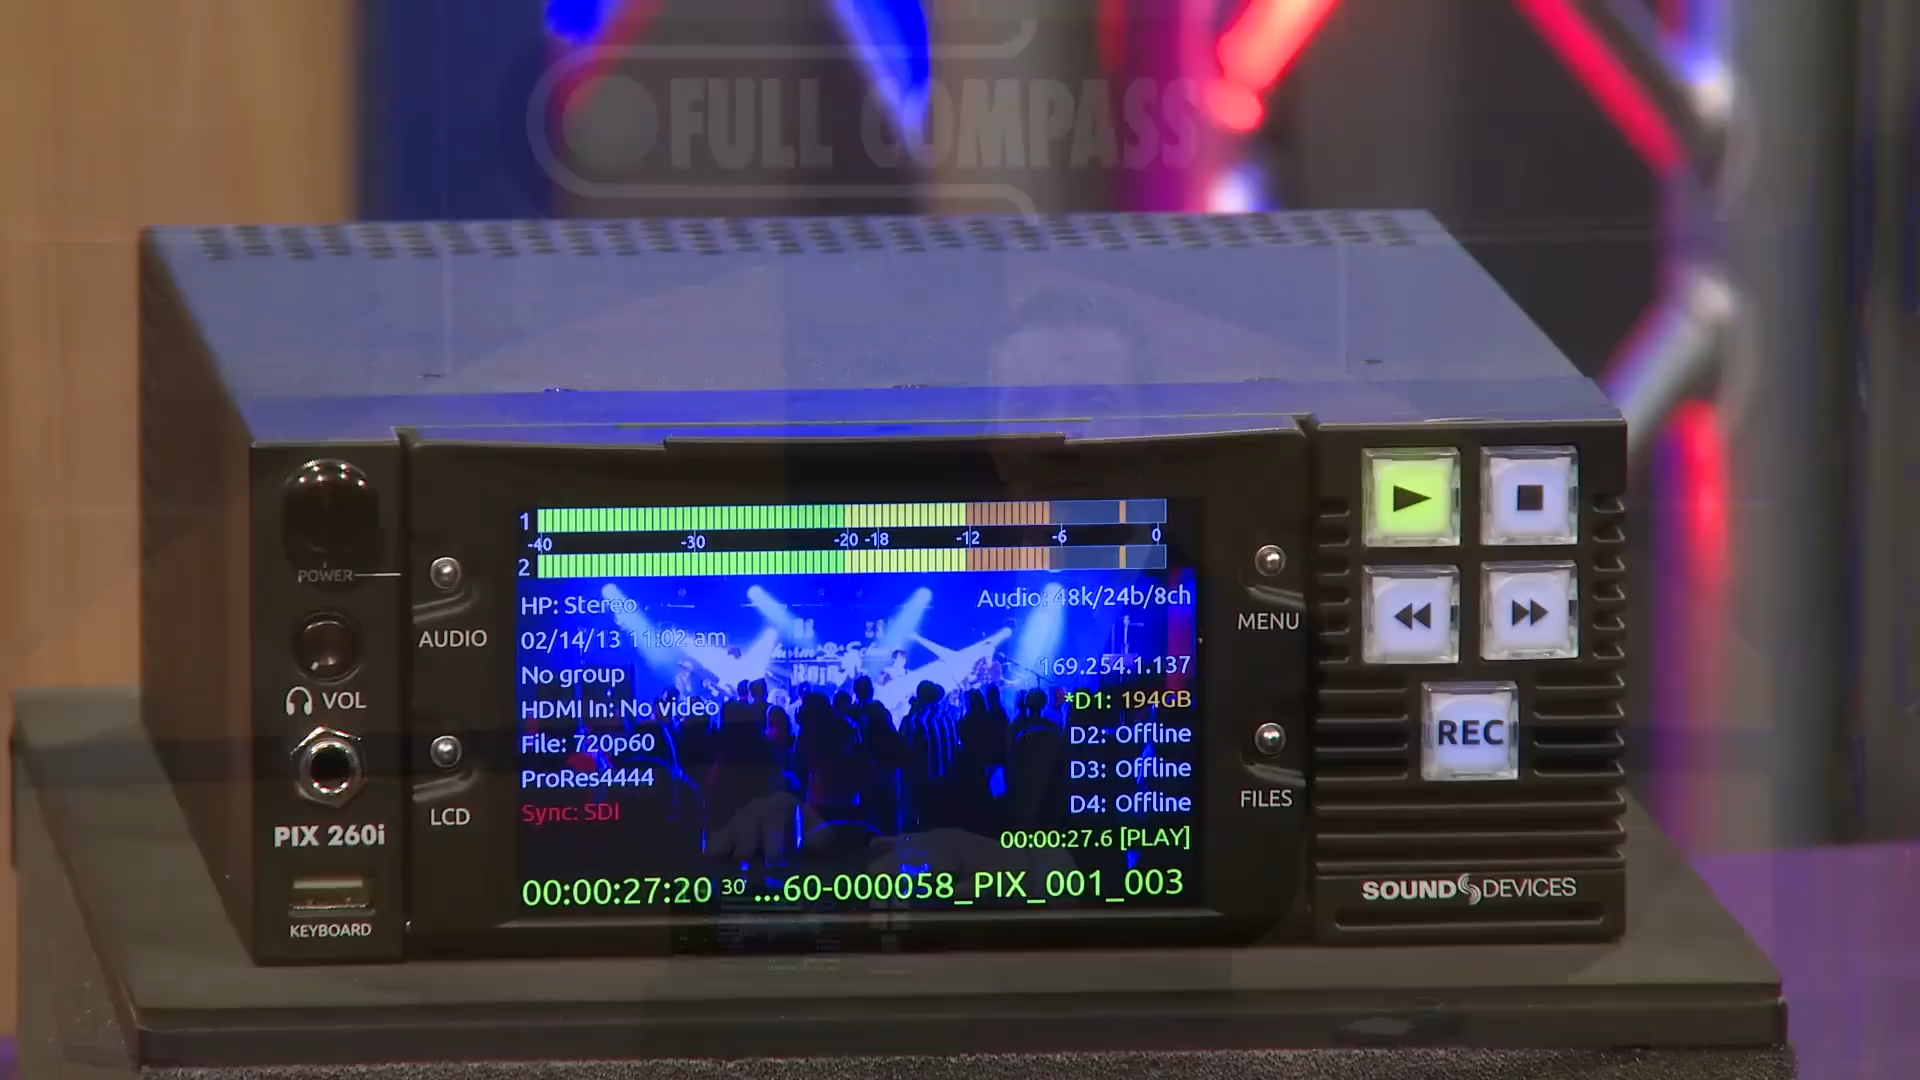 FULL COMPASS
1
-40 -30 -20 -18 -12 -6 0
2
HP: Stereo
Audio: 48k/24b/8ch
02/14/13 11:02 am
No group
169.254.1.137
HDMI In: No video
*D1: 194GB
File: 720p60
D2: Offline
ProRes4444
D3: Offline
Sync: SDI
D4: Offline
00:00:27.6 [PLAY]
00:00:27:20 30 ...60-000058_PIX_001_003
POWER
AUDIO
VOL
LCD
PIX 260i
KEYBOARD
MENU
FILES
REC
SOUND DEVICES